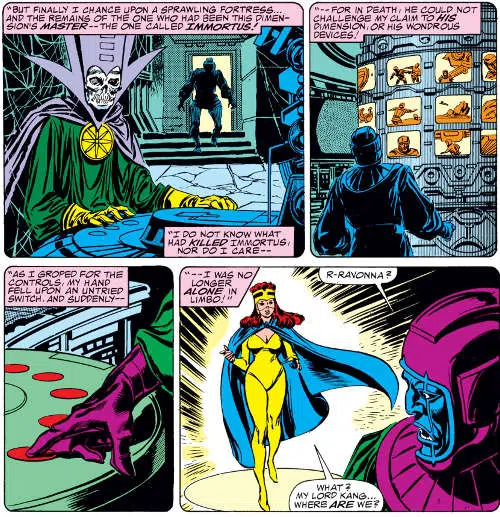 "BUT FINALLY I CHANCE UPON A SPRAWLING FORTRESS...
AND THE REMAINS OF THE ONE WHO HAD BEEN THIS DIMEN-
SION'S MASTER--THE ONE CALLED IMMORTUS!
"I DO NOT KNOW WHAT
HAD KILLED IMMORTUS;
NOR DO I CARE--
"--FOR IN DEATH, HE COULD NOT
CHALLENGE MY CLAIM TO HIS
DIMENSION, OR HIS WONDROUS
DEVICES!
"AS I GROPED FOR THE
CONTROLS, MY HAND
FELL UPON AN UNTRIED
SWITCH, AND SUDDENLY--
"--I WAS NO
LONGER
ALONE IN
LIMBO!"
R-RAVONNA?
WHAT?
MY LORD KANG...
WHERE ARE WE?